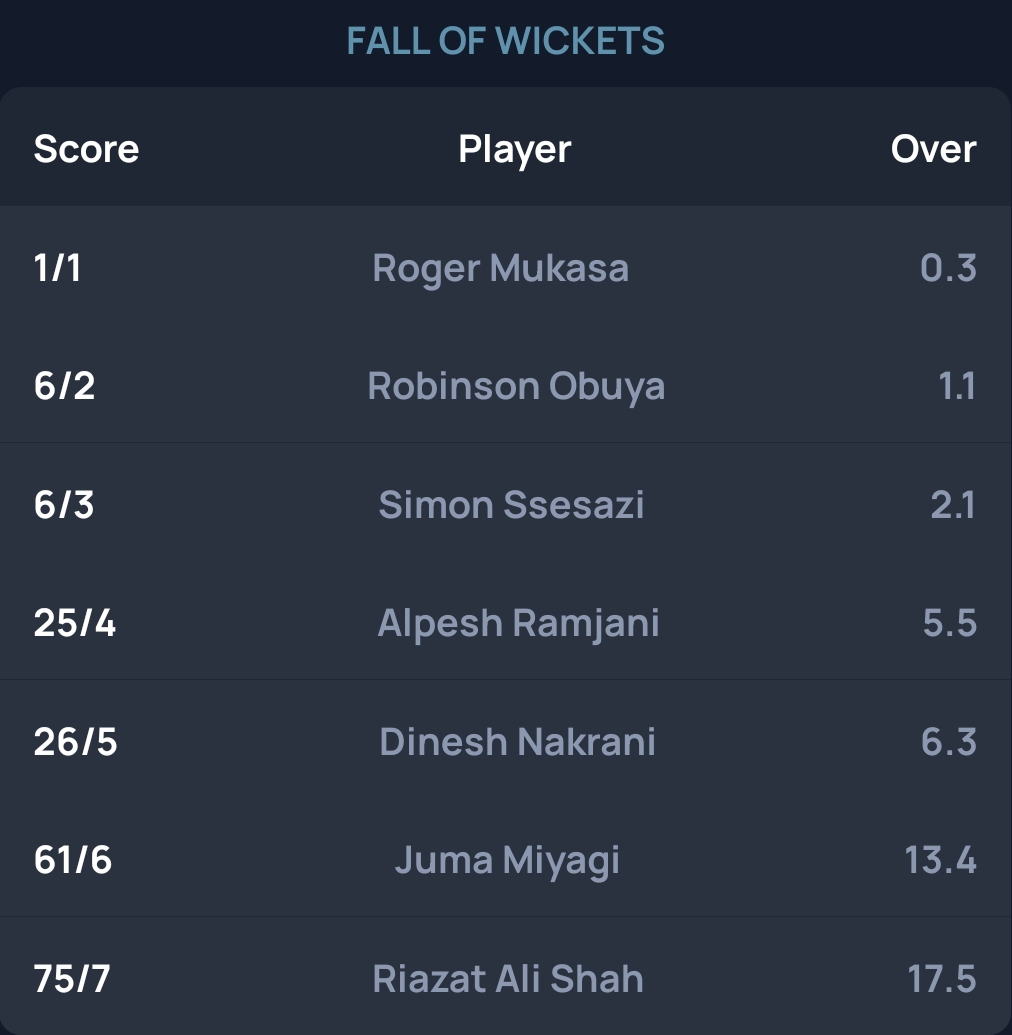 FALL OF WICKETS
Score Player Over
1/1 Roger Mukasa 0.3
6/2 Robinson Obuya 1.1
6/3 Simon Ssesazi 2.1
25/4 Alpesh Ramjani 5.5
26/5 Dinesh Nakrani 6.3
61/6 Juma Miyagi 13.4
75/7 Riazat Ali Shah 17.5